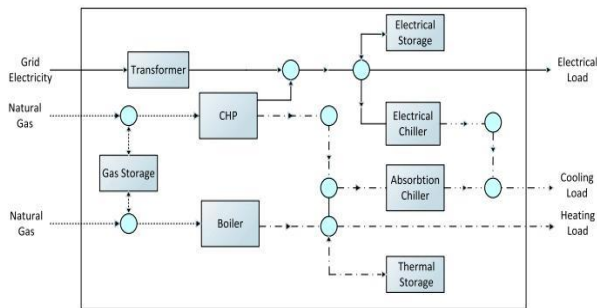 Grid
Electricity
Natural
Gas
Natural
Gas
Transformer
CHP
Gas Storage
Boiler
Electrical
Storage
Electrical
Chiller
Absorbtion
Chiller
Thermal
Storage
Electrical
Load
Cooling
Load
Heating
Load